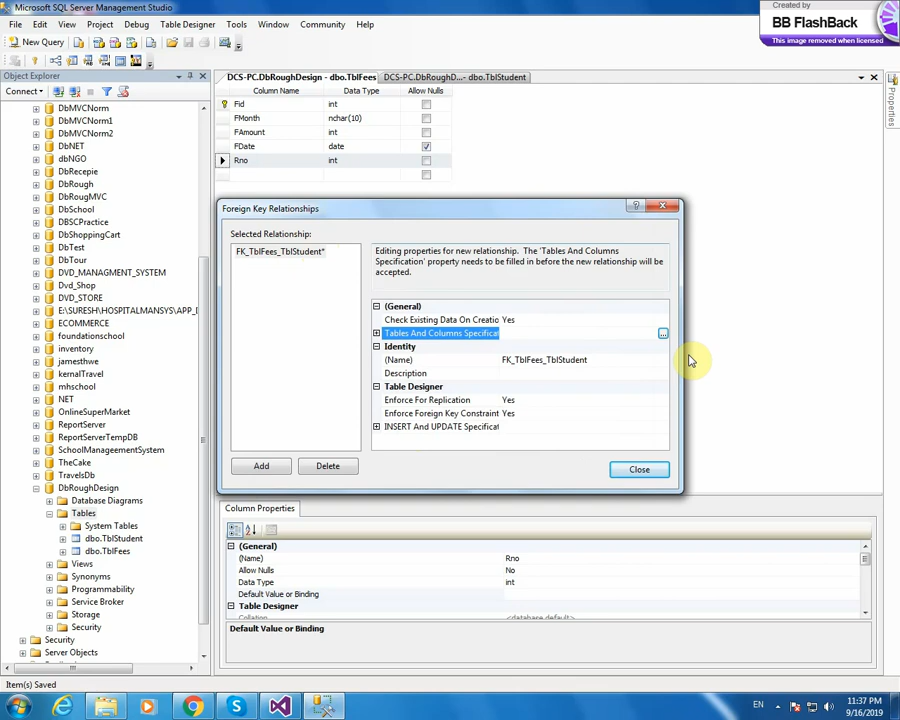 Microsoft SQL Server Management Studio
Created by
BB FlashBack
This image removed when licensed
File Edit View Project Debug Table Designer Tools Window Community Help
New Query
Object Explorer
Connect
DbMVCNorm
DbMVCNorm1
DbMVCNorm2
DbNET
dbNGO
DbRecepie
DbRough
DbRougMVC
DbSchool
DBSCPractice
DbShoppingCart
DbTest
DbTour
DVD_MANAGMENT_SYSTEM
Dvd_Shop
DVD_STORE
E:\SURESH\HOSPITALMANSYS\APP_D
ECOMMERCE
foundationschool
inventory
jamesthwe
kernalTravel
mhschool
NET
OnlineSuperMarket
ReportServer
ReportServerTempDB
SchoolManageementSystem
TheCake
TravelsDb
DbRoughDesign
Database Diagrams
Tables
System Tables
dbo.TblStudent
dbo.TblFees
Views
Synonyms
Programmability
Service Broker
Storage
Security
Security
Server Objects
DCS-PC.DbRoughDesign - dbo.TblFees DCS-PC.DbRoughD...- dbo.TblStudent
Column Name Data Type Allow Nulls
Fid int
FMonth nchar(10)
FAmount int
FDate date
Rno int
Properties
Foreign Key Relationships
Selected Relationship:
FK_TblFees_TblStudent*
Editing properties for new relationship. The 'Tables And Columns
Specification' property needs to be filled in before the new relationship will be
accepted.
(General)
Check Existing Data On Creatio Yes
Tables And Columns Specificat
...
Identity
(Name) FK_TblFees_TblStudent
Description
Table Designer
Enforce For Replication Yes
Enforce Foreign Key Constraint Yes
INSERT And UPDATE Specificat
Add Delete Close
Column Properties
(General)
(Name) Rno
Allow Nulls No
Data Type int
Default Value or Binding
Table Designer
Collation <database default>
Default Value or Binding
Item(s) Saved
EN
11:37 PM
9/16/2019